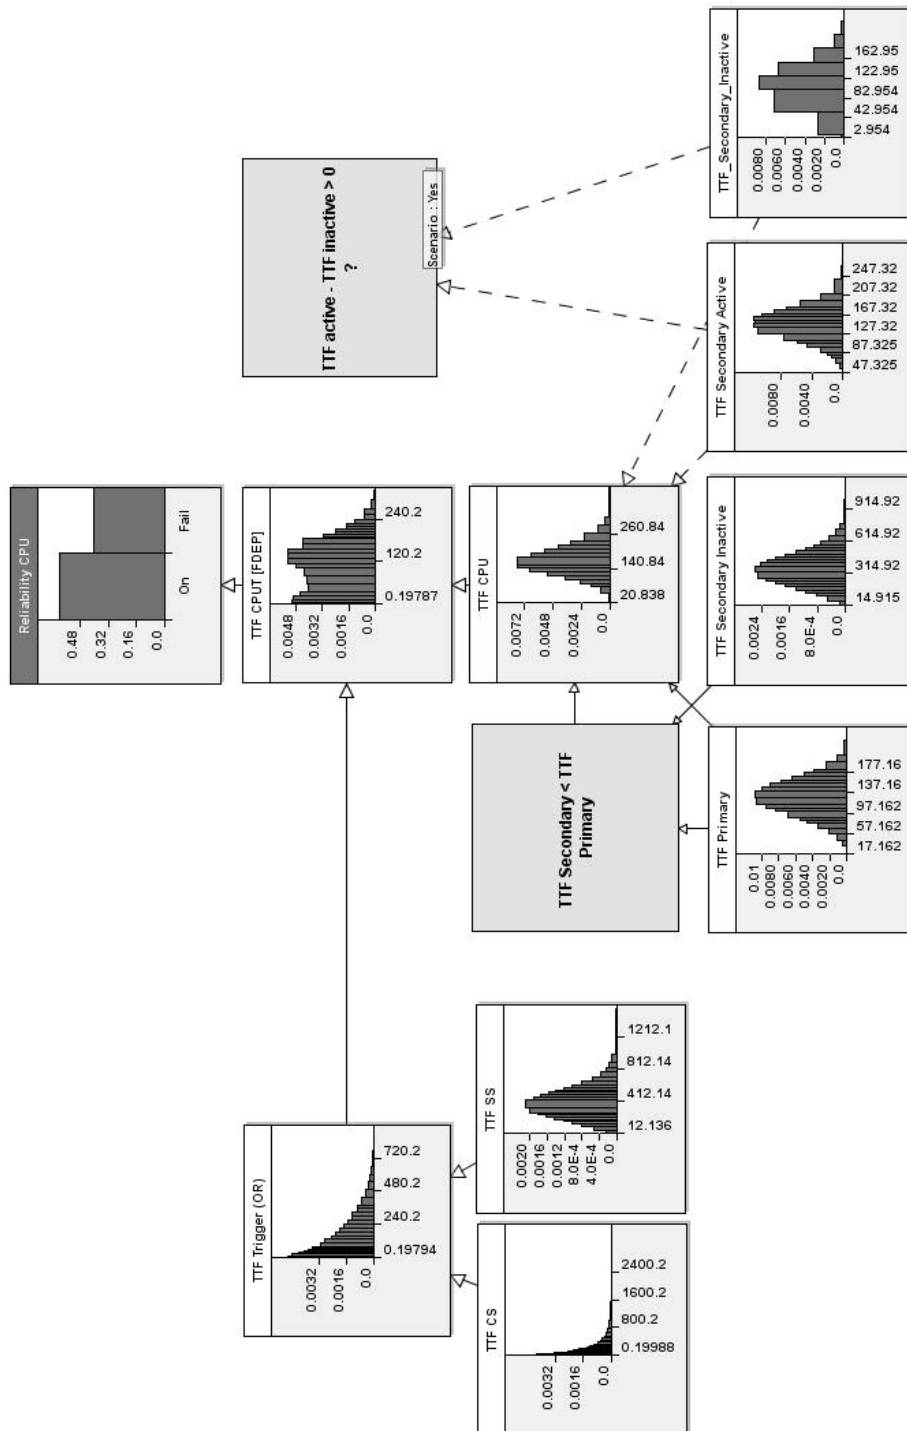 Reliability CPU
0.48
0.32
0.16
0.0
On Fail
TTF Trigger (OR)
0.0032
0.0016
0.0
0.19794 240.2 480.2 720.2
TTF CPUT [FDEP]
0.0048
0.0032
0.0016
0.0
0.19787 120.2 240.2
TTF active - TTF inactive > 0
?
Scenario : Yes
TTF CS
0.0032
0.0016
0.0
0.19988 800.2 1600.2 2400.2
TTF SS
0.0020
0.0016
0.0012
8.0E-4
4.0E-4
0.0
12.136 412.14 812.14 1212.1
TTF Secondary < TTF
Primary
TTF CPU
0.0072
0.0048
0.0024
0.0
20.838 140.84 260.84
TTF Primary
0.01
0.0080
0.0060
0.0040
0.0020
0.0
17.162 57.162 97.162 137.16 177.16
TTF Secondary Inactive
0.0024
0.0016
8.0E-4
0.0
14.915 314.92 614.92 914.92
TTF Secondary Active
0.0080
0.0040
0.0
47.325 87.325 127.32 167.32 207.32 247.32
TTF_Secondary_Inactive
0.0080
0.0060
0.0040
0.0020
0.0
2.954 42.954 82.954 122.95 162.95